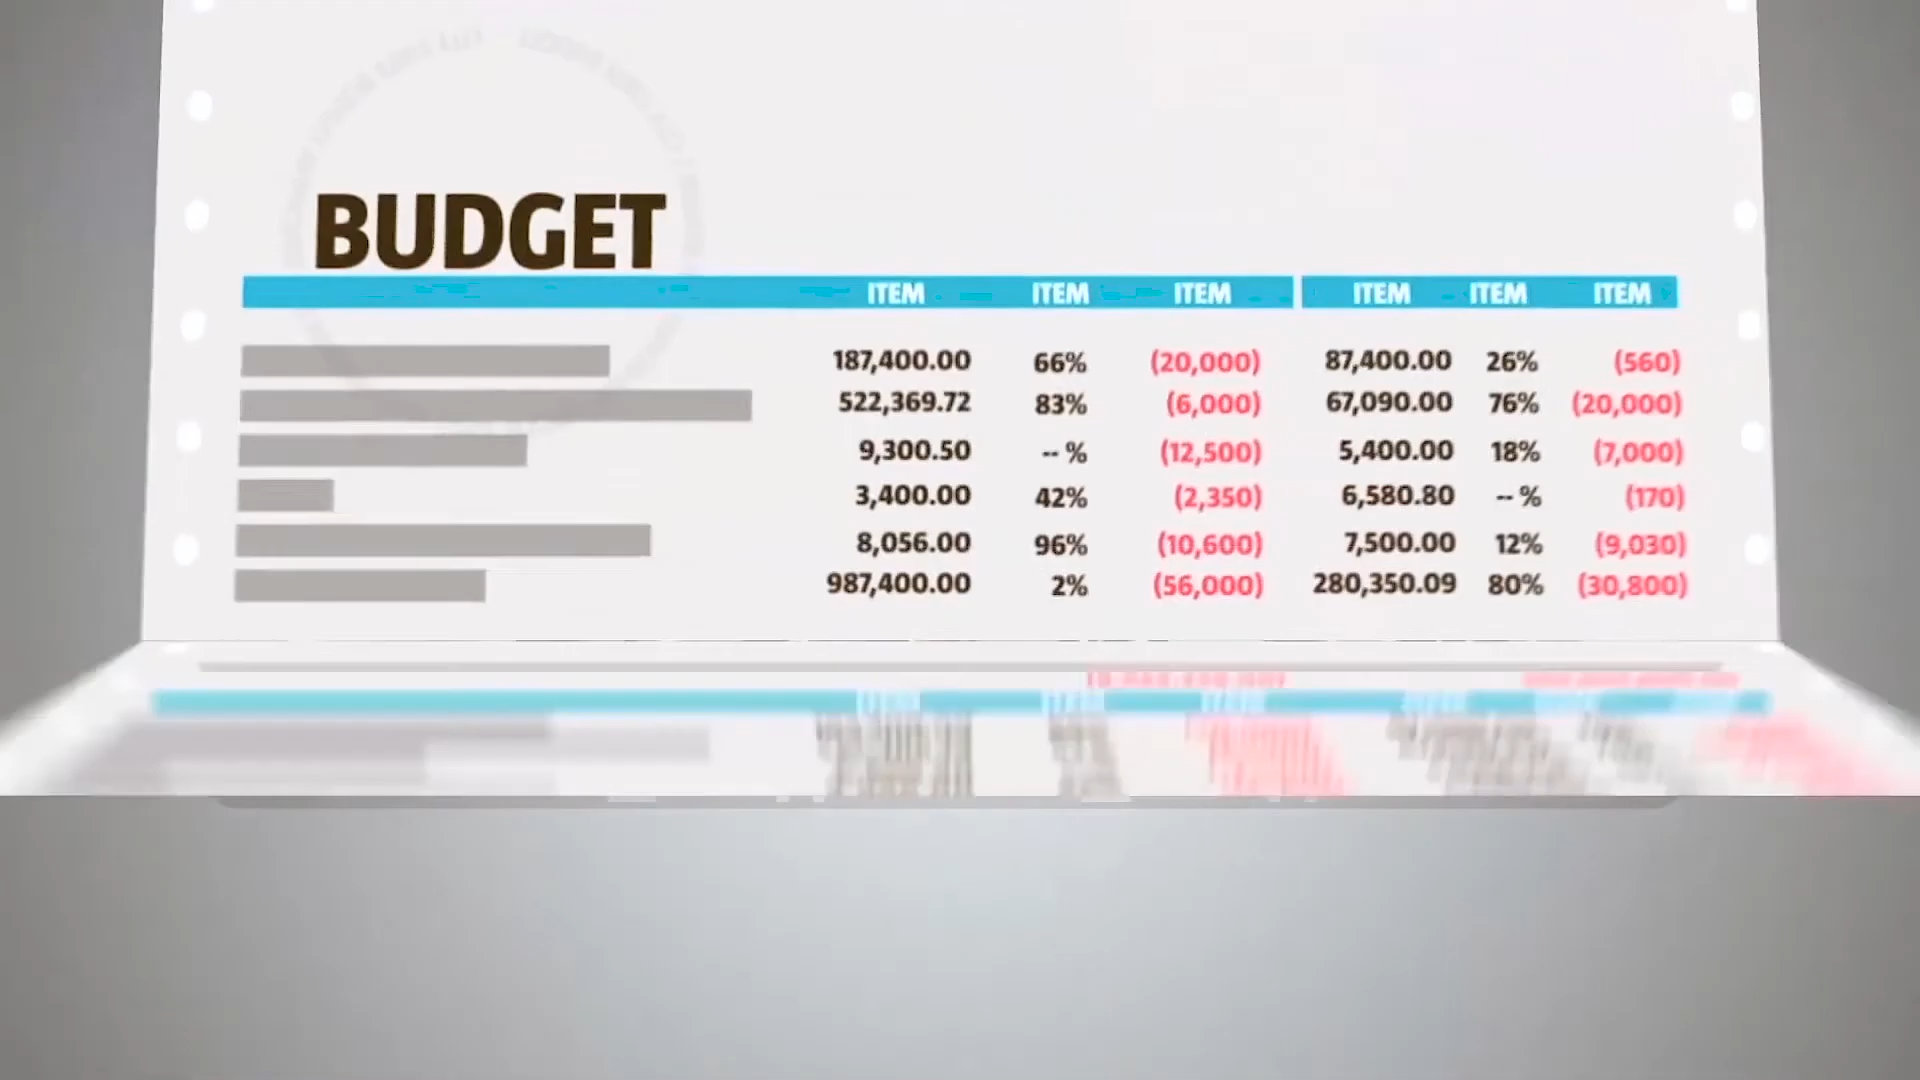 BUDGET
ITEM ITEM ITEM ITEM ITEM ITEM
187,400.00 66% (20,000) 87,400.00 26% (560)
522,369.72 83% (6,000) 67,090.00 76% (20,000)
9,300.50 -- % (12,500) 5,400.00 18% (7,000)
3,400.00 42% (2,350) 6,580.80 -- % (170)
8,056.00 96% (10,600) 7,500.00 12% (9,030)
987,400.00 2% (56,000) 280,350.09 80% (30,800)